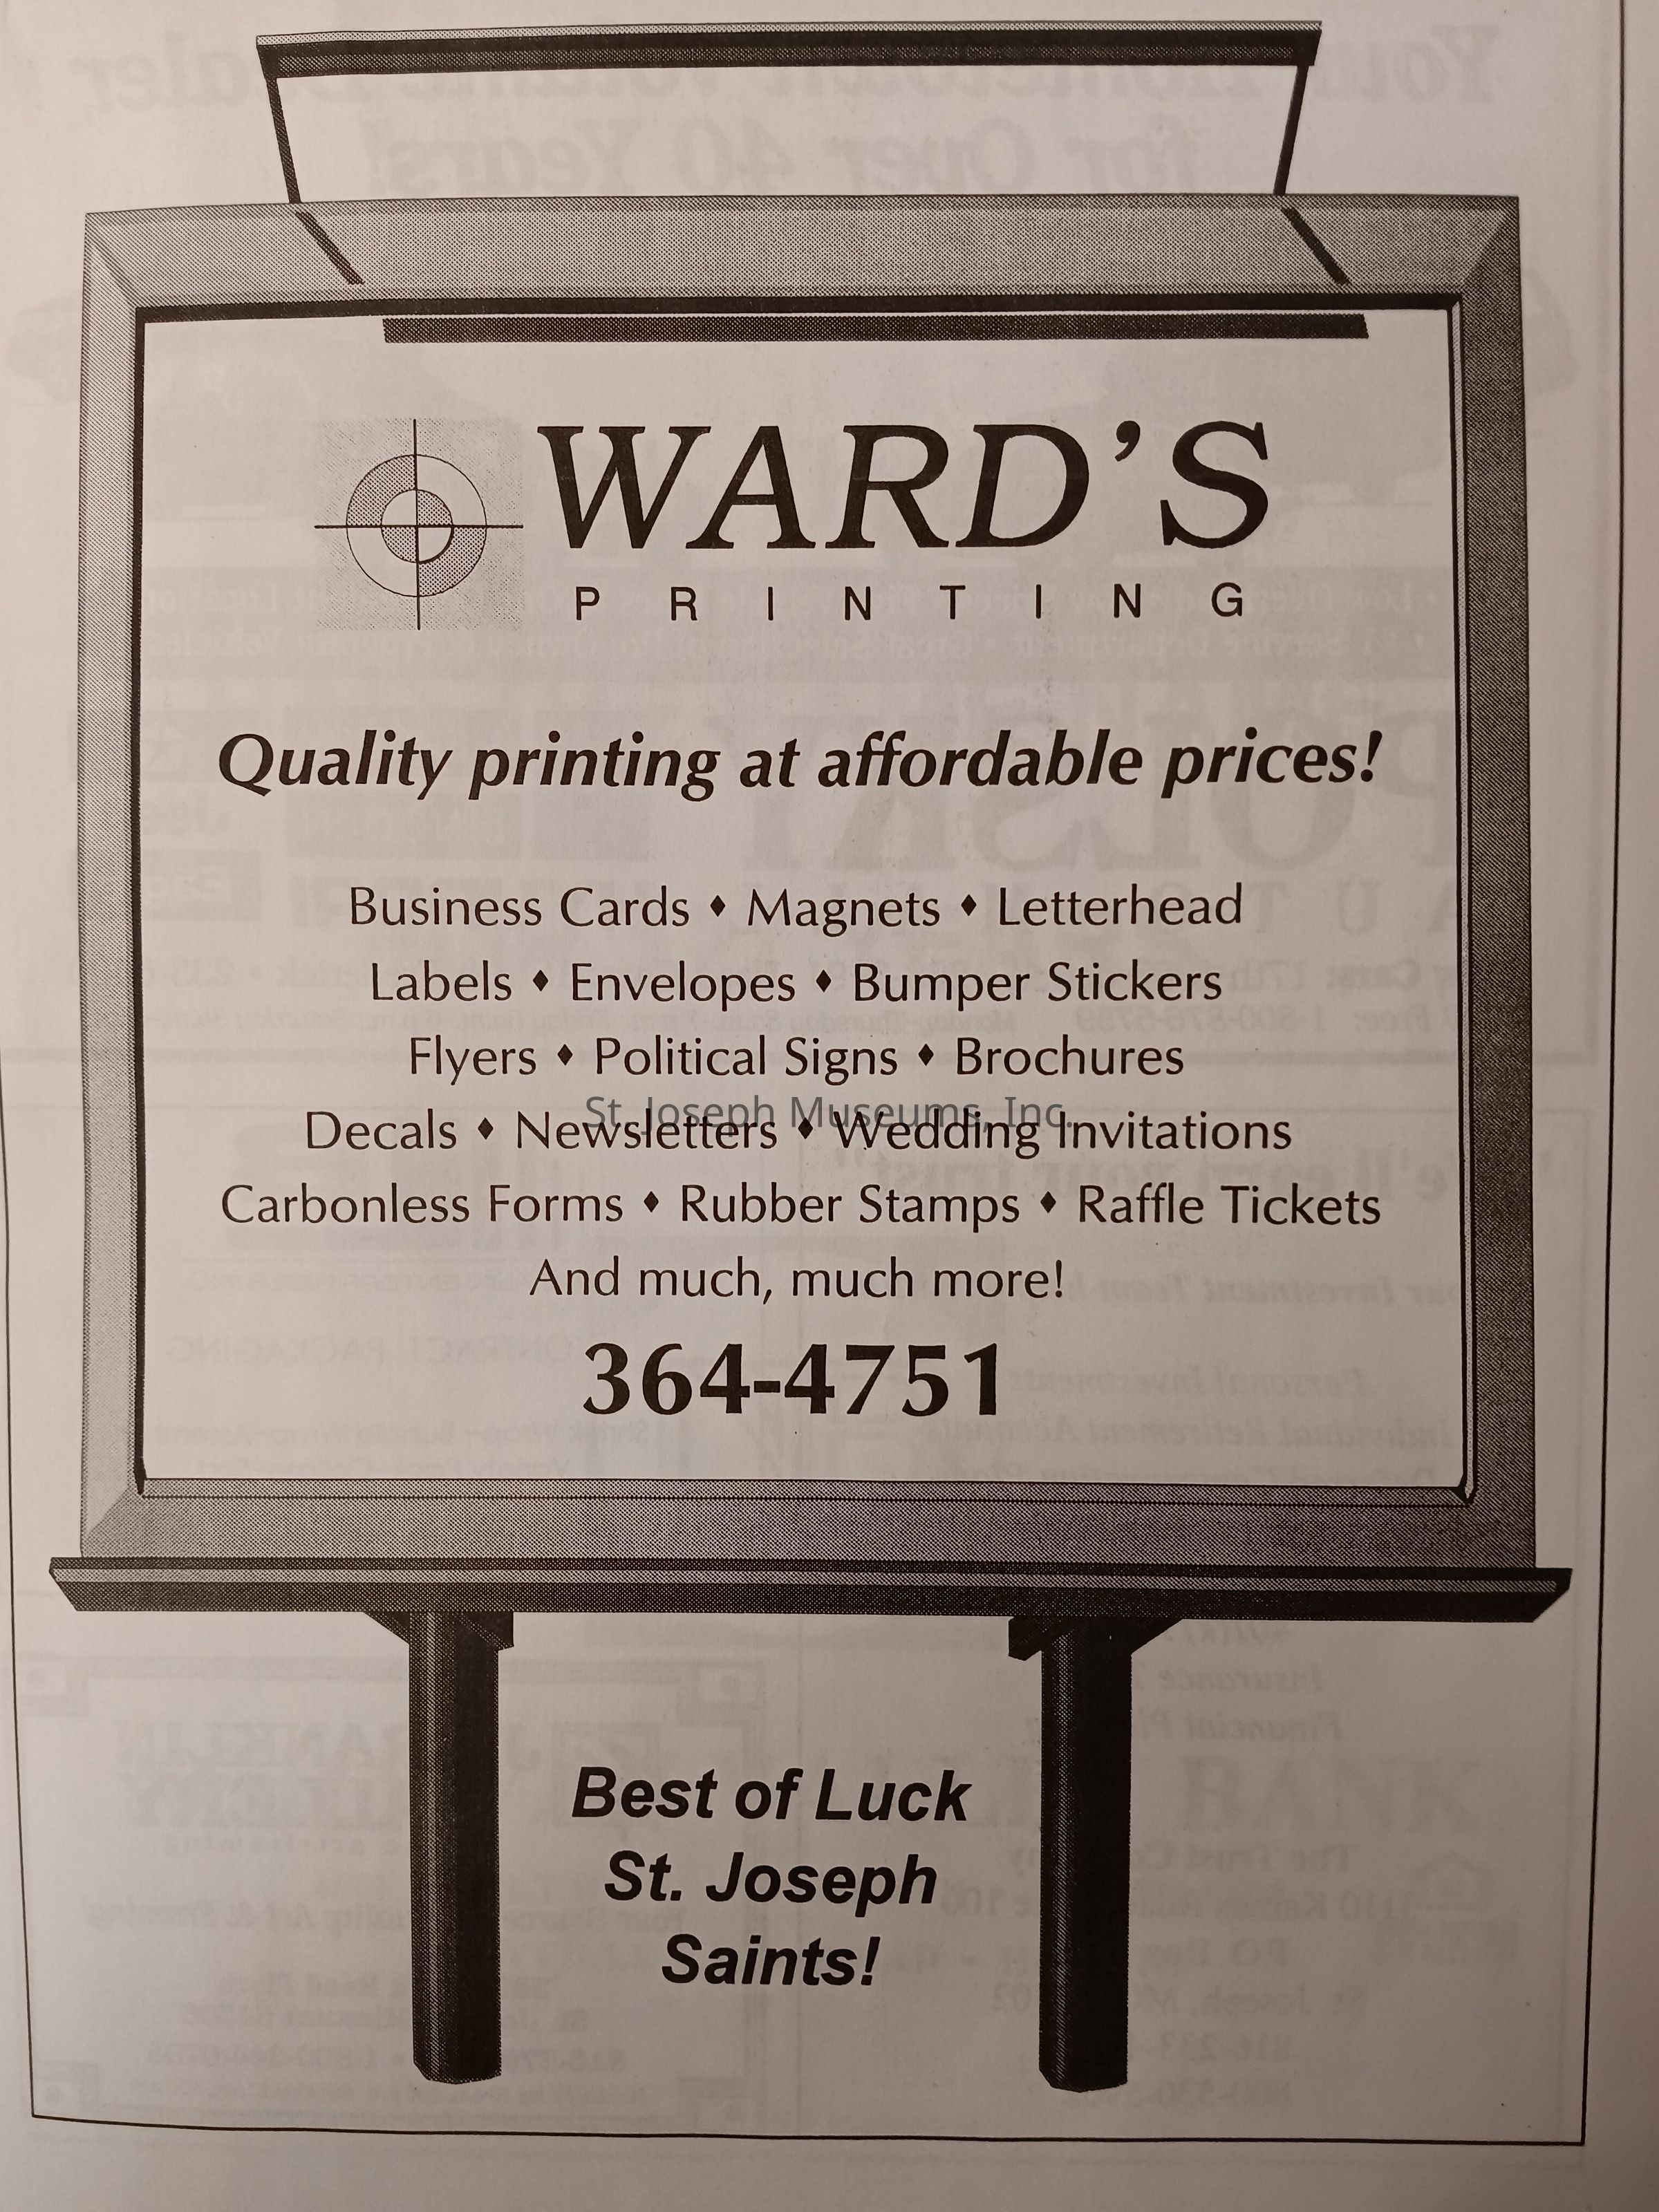 WARD'S
PRINTING
Quality printing at affordable prices!
Business Cards ♦ Magnets ♦ Letterhead
Labels ♦ Envelopes ♦ Bumper Stickers
Flyers ♦ Political Signs ♦ Brochures
St. Joseph Museums, Inc.
Decals ♦ Newsletters ♦ Wedding Invitations
Carbonless Forms ♦ Rubber Stamps ♦ Raffle Tickets
And much, much more!
364-4751
Best of Luck
St. Joseph
Saints!